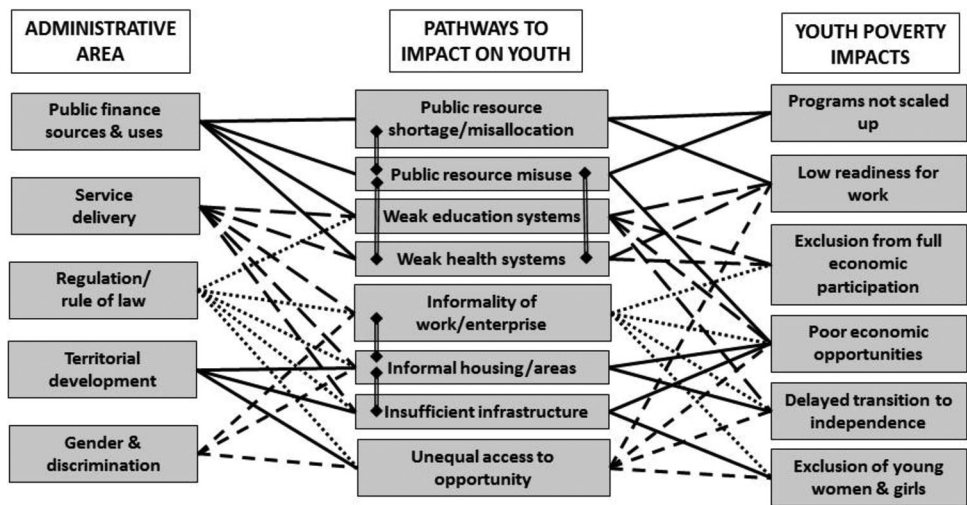 ADMINISTRATIVE
AREA
Public finance
sources & uses
Service
delivery
Regulation/
rule of law
Territorial
development
Gender &
discrimination
PATHWAYS TO
IMPACT ON YOUTH
Public resource
shortage/misallocation
Public resource misuse
Weak education systems
Weak health systems
Informality of
work/enterprise
Informal housing/areas
Insufficient infrastructure
Unequal access to
opportunity
YOUTH POVERTY
IMPACTS
Programs not scaled
up
Low readiness for
work
Exclusion from full
economic
participation
Poor economic
opportunities
Delayed transition to
independence
Exclusion of young
women & girls